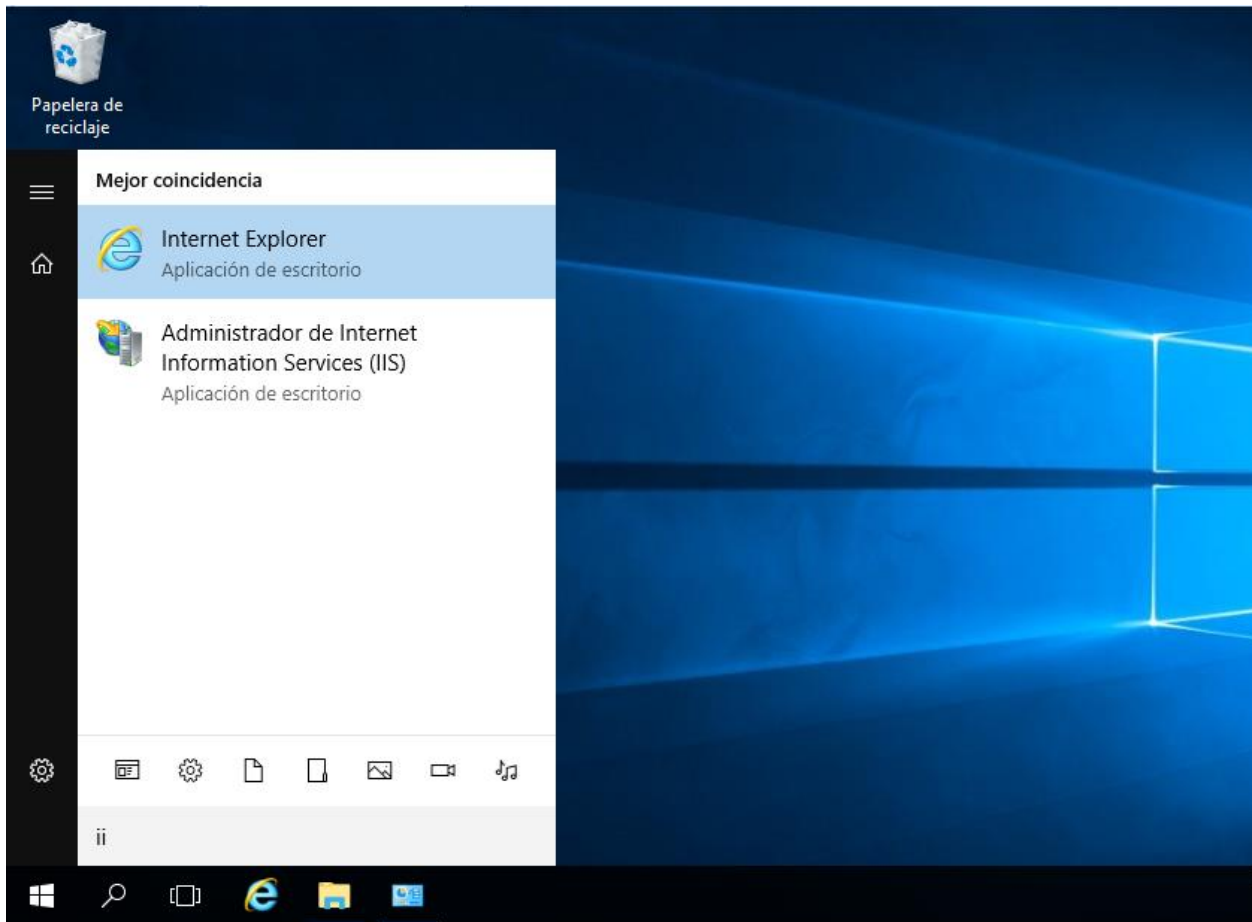 Papelera de
reciclaje
Mejor coincidencia
Internet Explorer
Aplicación de escritorio
Administrador de Internet
Information Services (IIS)
Aplicación de escritorio
ii